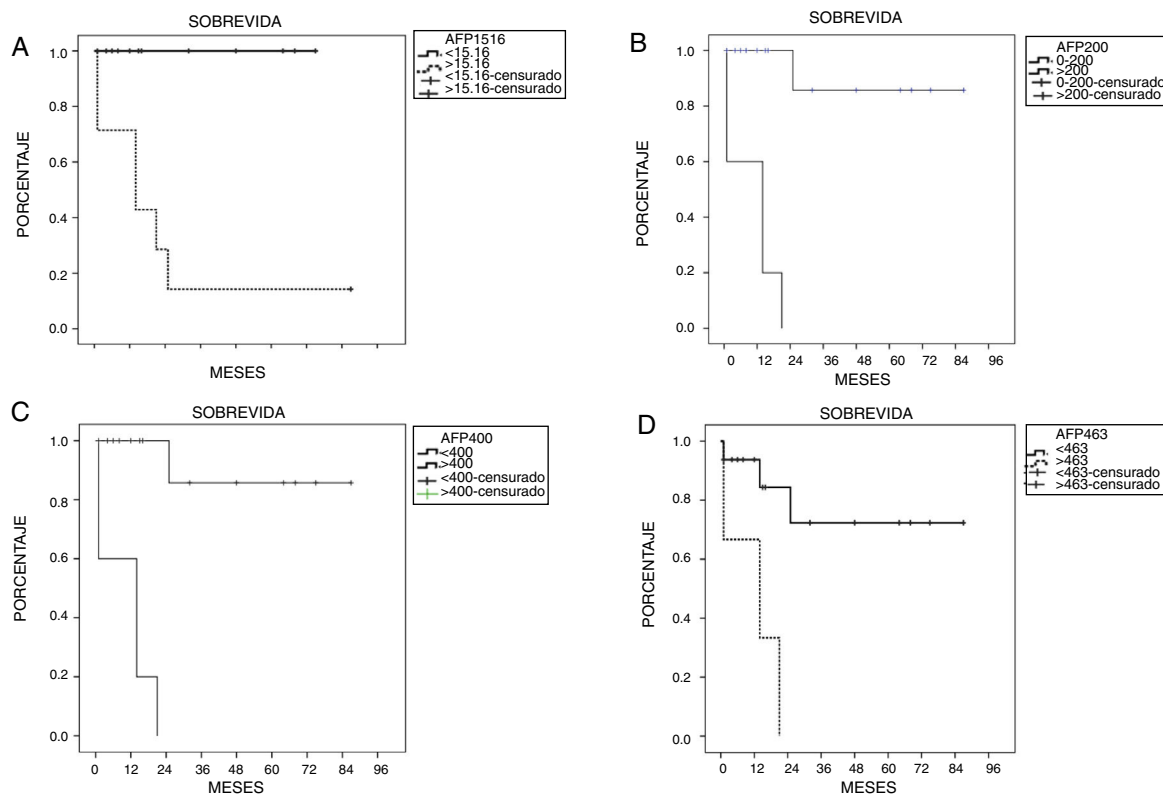 A
SOBREVIDA
AFP1516
<15.16
>15.16
<15.16-censurado
>15.16-censurado
PORCENTAJE
1.0
0.8
0.6
0.4
0.2
0.0
MESES
B
SOBREVIDA
AFP200
0-200
>200
0-200-censurado
>200-censurado
PORCENTAJE
1.0
0.8
0.6
0.4
0.2
0.0
0 12 24 36 48 60 72 84 96
MESES
C
SOBREVIDA
AFP400
<400
>400
<400-censurado
>400-censurado
PORCENTAJE
1.0
0.8
0.6
0.4
0.2
0.0
0 12 24 36 48 60 72 84 96
MESES
D
SOBREVIDA
AFP463
<463
>463
<463-censurado
>463-censurado
PORCENTAJE
1.0
0.8
0.6
0.4
0.2
0.0
0 12 24 36 48 60 72 84 96
MESES